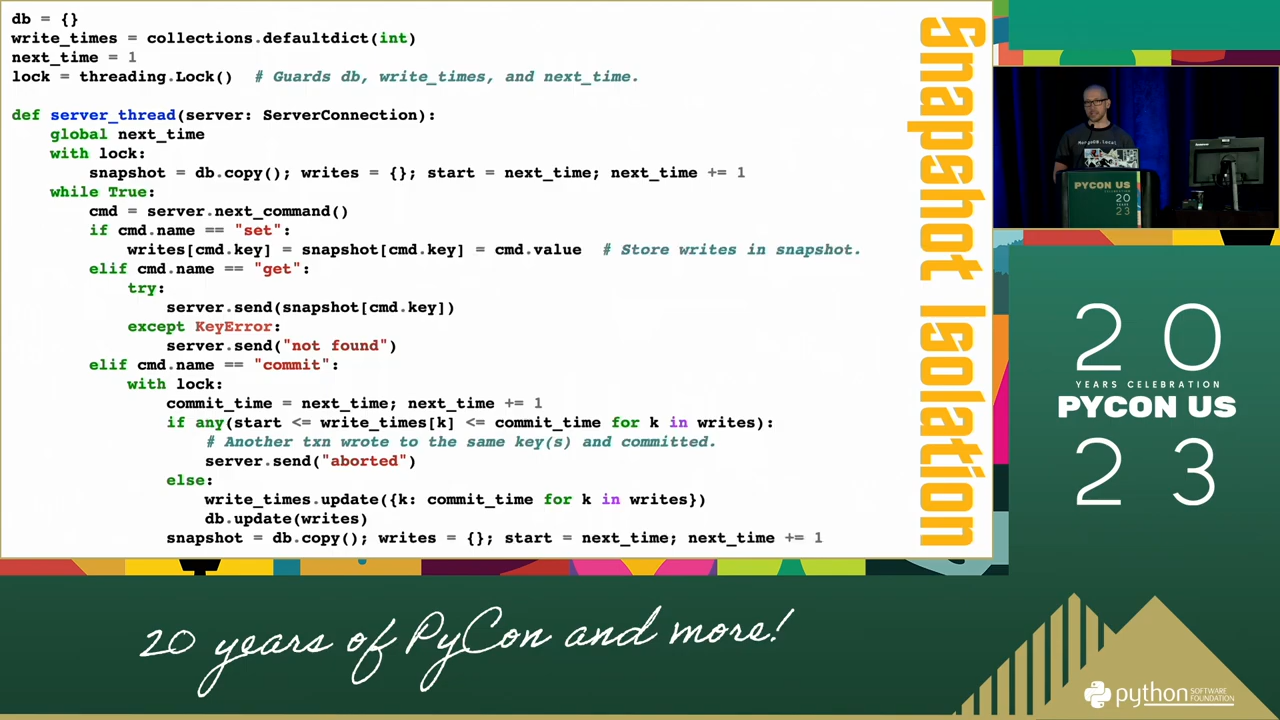 db = {}
write_times = collections.defaultdict(int)
next_time = 1
lock = threading.Lock()  # Guards db, write_times, and next_time.

def server_thread(server: ServerConnection):
    global next_time
    with lock:
        snapshot = db.copy(); writes = {}; start = next_time; next_time += 1
    while True:
        cmd = server.next_command()
        if cmd.name == "set":
            writes[cmd.key] = snapshot[cmd.key] = cmd.value  # Store writes in snapshot.
        elif cmd.name == "get":
            try:
                server.send(snapshot[cmd.key])
            except KeyError:
                server.send("not found")
        elif cmd.name == "commit":
            with lock:
                commit_time = next_time; next_time += 1
                if any(start <= write_times[k] <= commit_time for k in writes):
                    # Another txn wrote to the same key(s) and committed.
                    server.send("aborted")
                else:
                    write_times.update({k: commit_time for k in writes})
                    db.update(writes)
                snapshot = db.copy(); writes = {}; start = next_time; next_time += 1
Snapshot Isolation
MongoDB.local
PYCON US
20
23
20
YEARS CELEBRATION
PYCON US
23
20 years of PyCon and more!
python SOFTWARE FOUNDATION